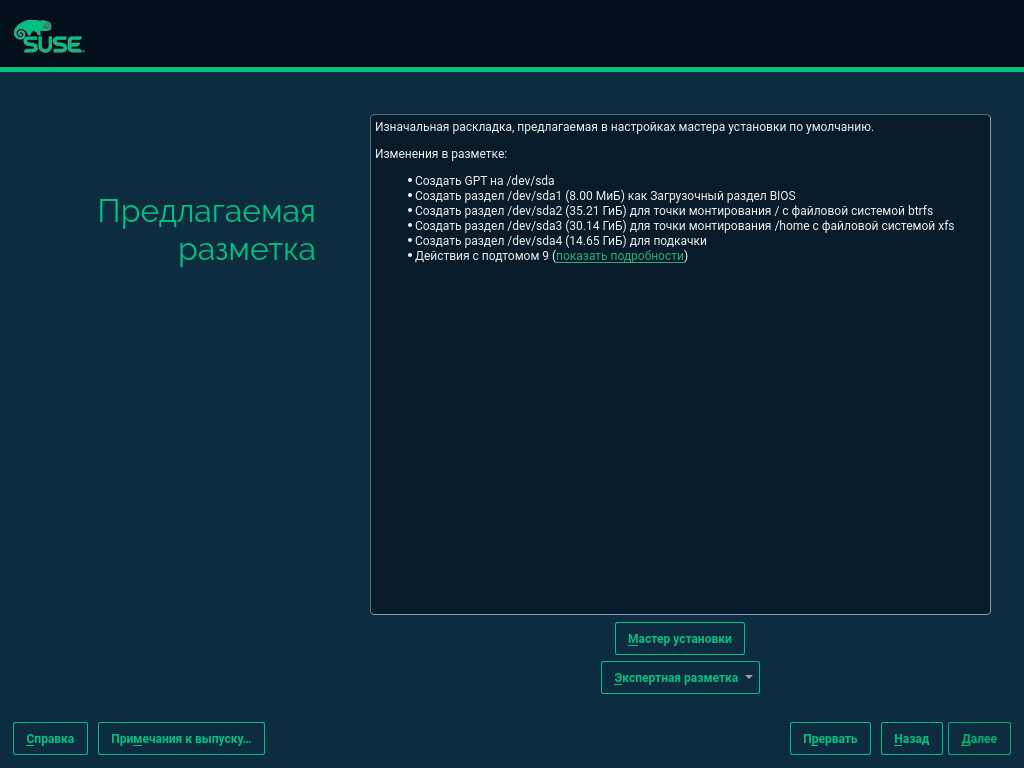 SUSE
Изначальная раскладка, предлагаемая в настройках мастера установки по умолчанию.
Изменения в разметке:
• Создать GPT на /dev/sda
• Создать раздел /dev/sda1 (8.00 МиБ) как Загрузочный раздел BIOS
• Создать раздел /dev/sda2 (35.21 ГиБ) для точки монтирования / с файловой системой btrfs
• Создать раздел /dev/sda3 (30.14 ГиБ) для точки монтирования /home с файловой системой xfs
• Создать раздел /dev/sda4 (14.65 ГиБ) для подкачки
• Действия с подтомом 9 (показать подробности)
Предлагаемая
разметка
Мастер установки
Экспертная разметка
Справка
Примечания к выпуску...
Прервать
Назад
Далее